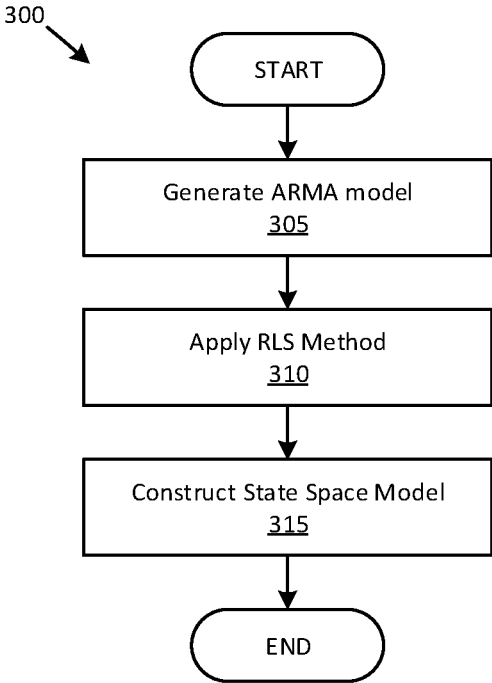 300
START
Generate ARMA model
305
Apply RLS Method
310
Construct State Space Model
315
END